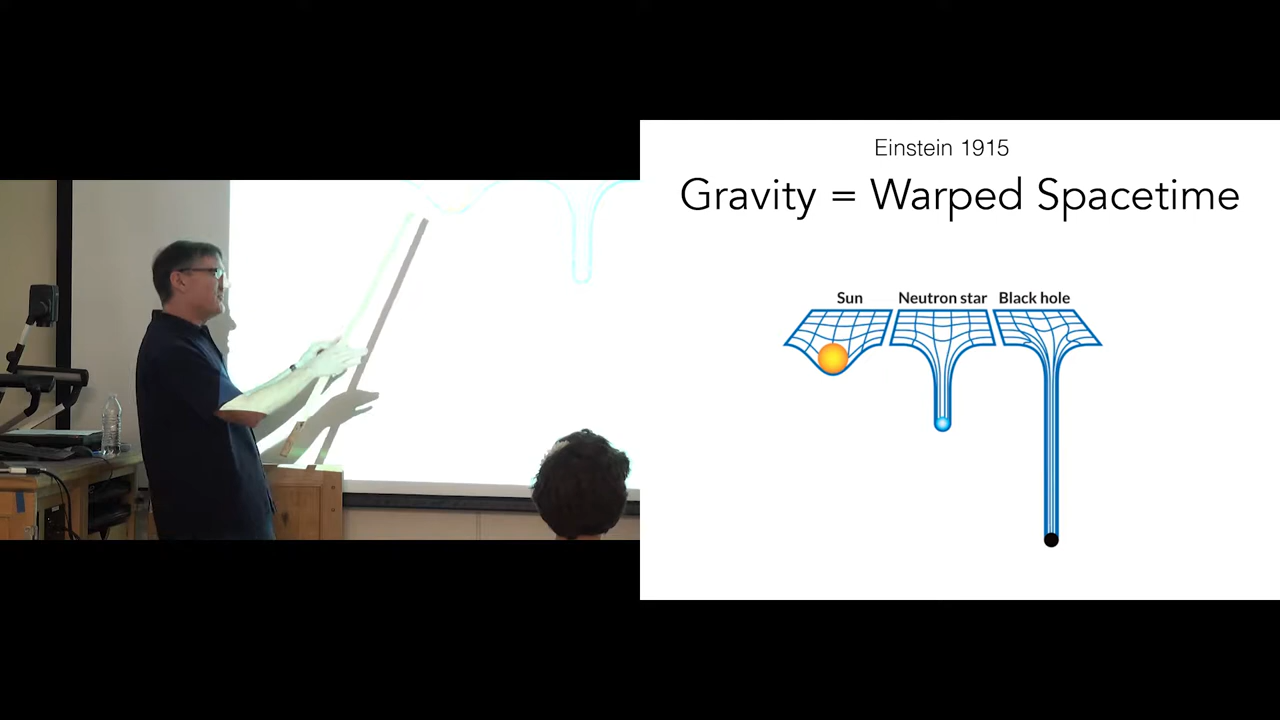 Einstein 1915
Gravity = Warped Spacetime
Sun Neutron star Black hole